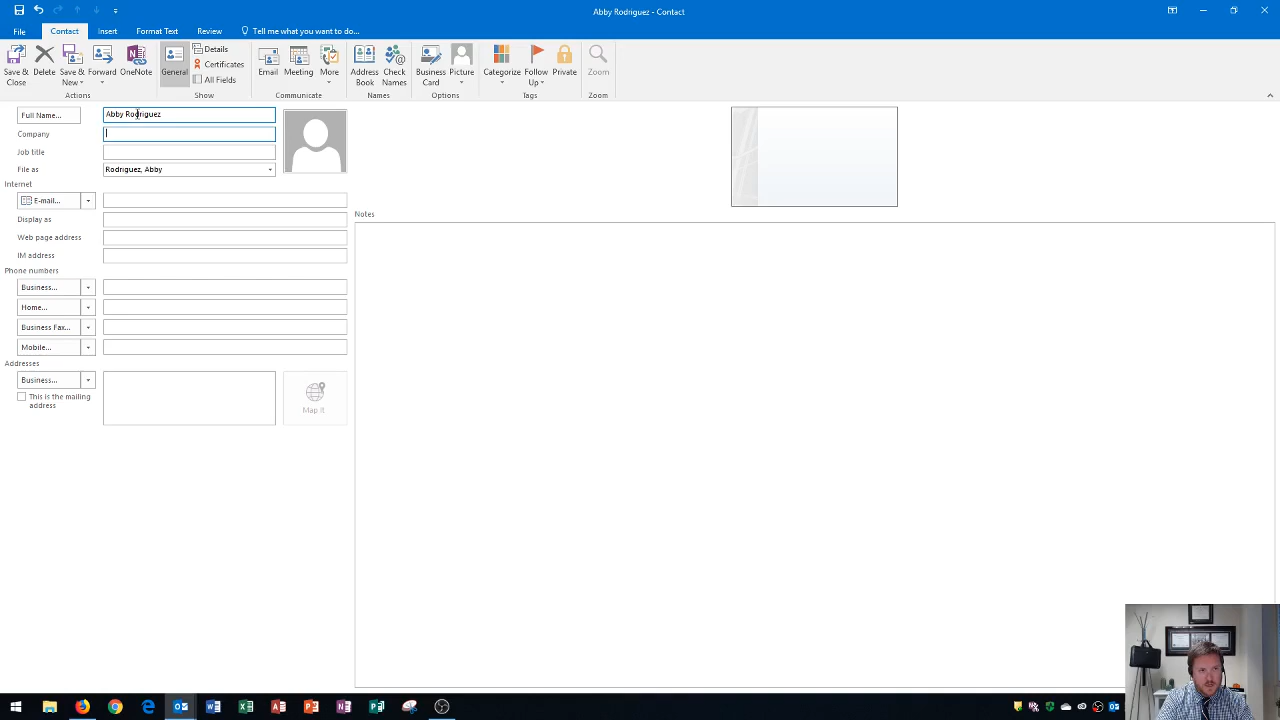 Abby Rodriguez - Contact
File
Contact
Insert
Format Text
Review
Tell me what you want to do...
Save & Close
Delete
Save & New
Forward
OneNote
General
Details
Certificates
All Fields
Email
Meeting
More
Address Book
Check Names
Business Card
Picture
Categorize
Follow Up
Private
Zoom
Actions
Show
Communicate
Names
Options
Tags
Zoom
Full Name...
Abby Rodriguez
Company
Job title
File as
Rodriguez, Abby
Internet
E-mail...
Display as
Web page address
IM address
Phone numbers
Business...
Home...
Business Fax...
Mobile...
Addresses
Business...
This is the mailing address
Map It
Notes